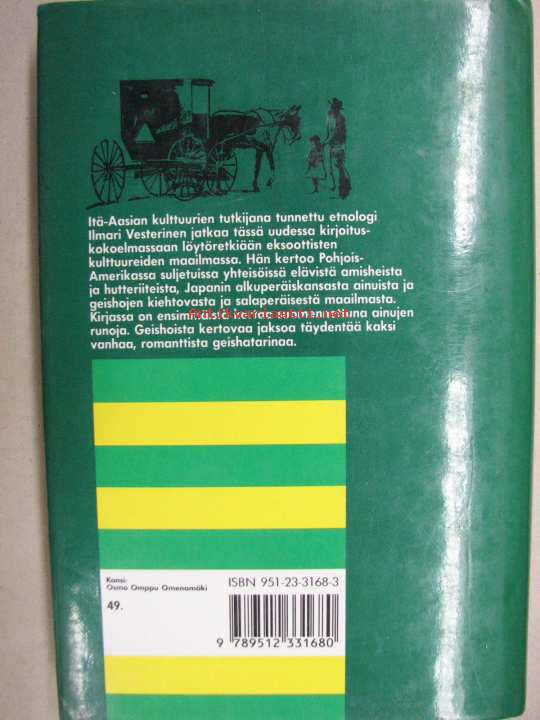 Itä-Aasian kulttuurien tutkijana tunnettu etnologi
Ilmari Vesterinen jatkaa tässä uudessa kirjoitus-
kokoelmassaan löytöretkiään eksoottisten
kulttuureiden maailmassa. Hän kertoo Pohjois-
Amerikassa suljetuissa yhteisöissä elävistä amisheista
ja hutteriiteista, Japanin alkuperäiskansasta ainuista ja
geishojen kiehtovasta ja salaperäisestä maailmasta.
Kirjassa on ensimmäistä kertaa suomennettuna ainujen
runoja. Geishoista kertovaa jaksoa täydentää kaksi
vanhaa, romanttista geishatarinaa.
Kansi:
Osmo Omppu Omenamäki
49.
ISBN 951-23-3168-3
9 789512 331680